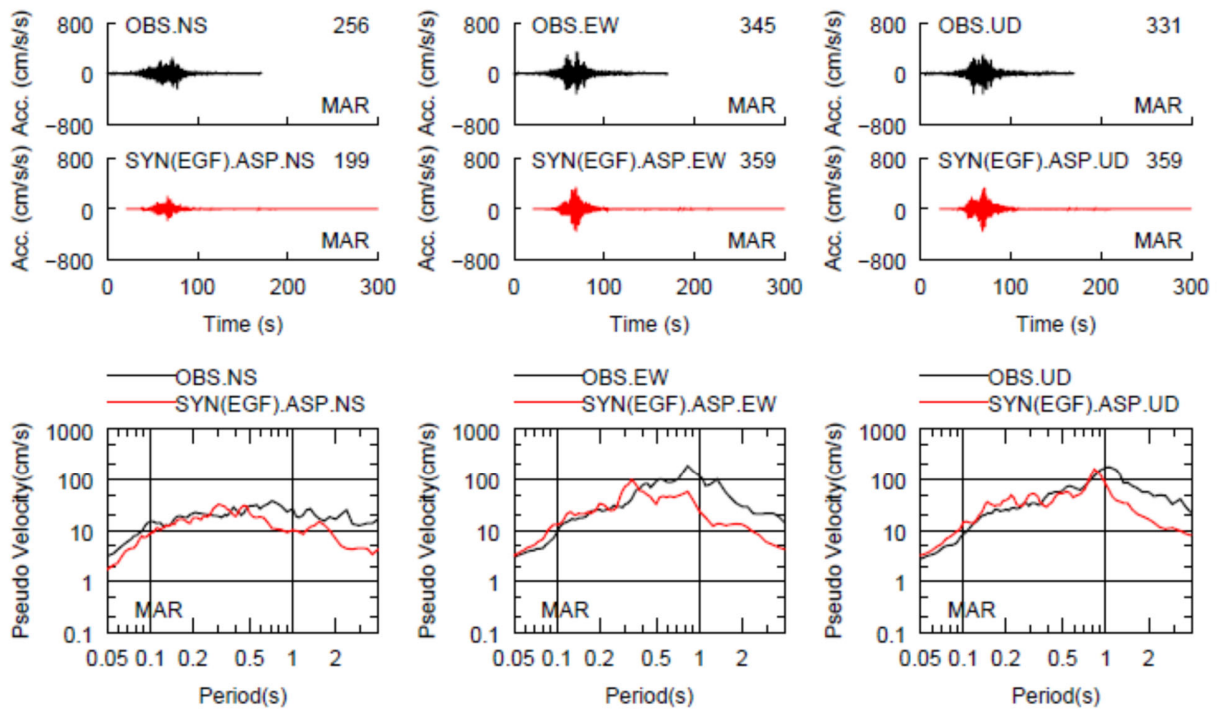 800 OBS.NS 256
0
−800 MAR
Acc. (cm/s/s)
800 SYN(EGF).ASP.NS 199
0
−800 MAR
Acc. (cm/s/s)
0 100 200 300
Time (s)
800 OBS.EW 345
0
−800 MAR
Acc. (cm/s/s)
800 SYN(EGF).ASP.EW 359
0
−800 MAR
Acc. (cm/s/s)
0 100 200 300
Time (s)
800 OBS.UD 331
0
−800 MAR
Acc. (cm/s/s)
800 SYN(EGF).ASP.UD 359
0
−800 MAR
Acc. (cm/s/s)
0 100 200 300
Time (s)
OBS.NS
SYN(EGF).ASP.NS
1000
100
10
1
0.1
Pseudo Velocity(cm/s)
MAR
0.05 0.1 0.2 0.5 1 2
Period(s)
OBS.EW
SYN(EGF).ASP.EW
1000
100
10
1
0.1
Pseudo Velocity(cm/s)
MAR
0.05 0.1 0.2 0.5 1 2
Period(s)
OBS.UD
SYN(EGF).ASP.UD
1000
100
10
1
0.1
Pseudo Velocity(cm/s)
MAR
0.05 0.1 0.2 0.5 1 2
Period(s)